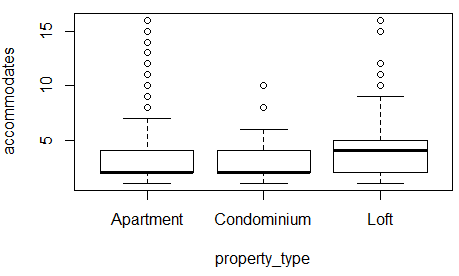 accommodates
15
10
5
Apartment Condominium Loft
property_type